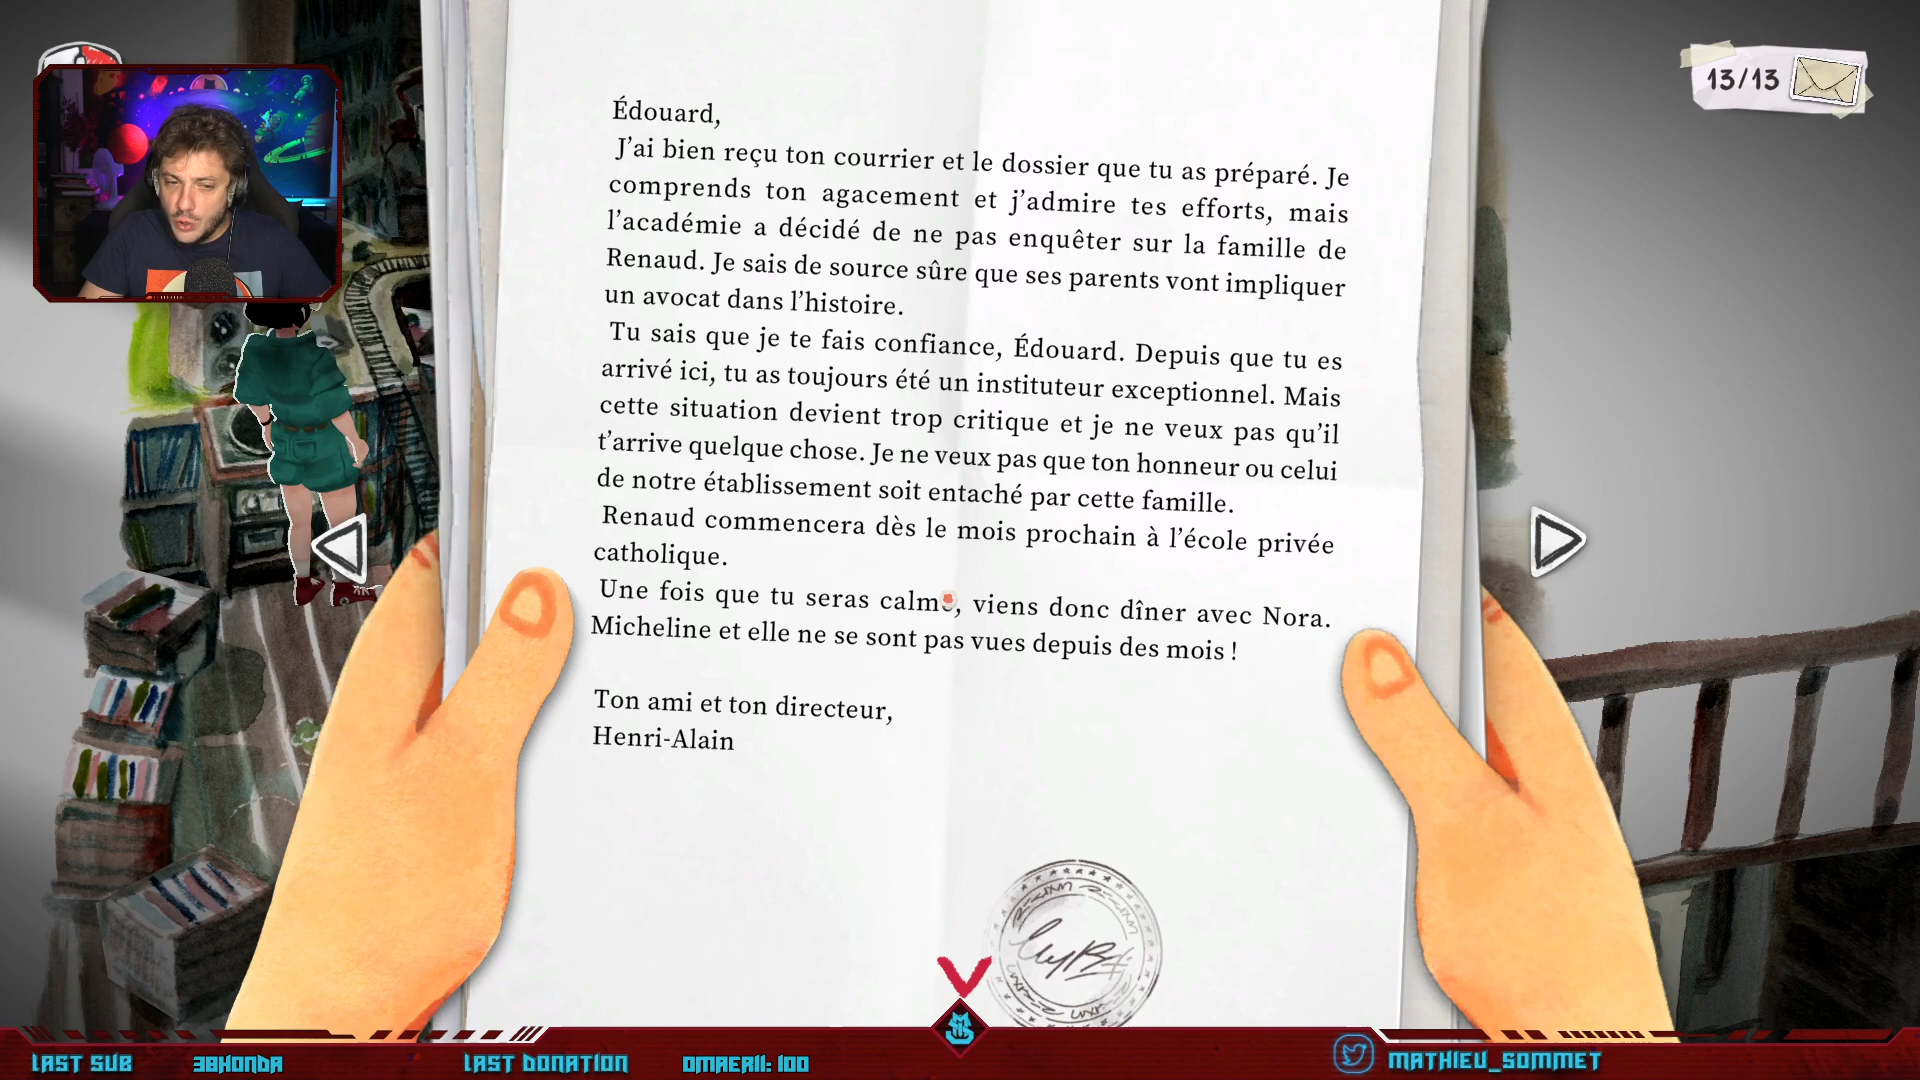 13/13
Édouard,
J’ai bien reçu ton courrier et le dossier que tu as préparé. Je
comprends ton agacement et j’admire tes efforts, mais
l’académie a décidé de ne pas enquêter sur la famille de
Renaud. Je sais de source sûre que ses parents vont impliquer
un avocat dans l’histoire.
Tu sais que je te fais confiance, Édouard. Depuis que tu es
arrivé ici, tu as toujours été un instituteur exceptionnel. Mais
cette situation devient trop critique et je ne veux pas qu’il
t’arrive quelque chose. Je ne veux pas que ton honneur ou celui
de notre établissement soit entaché par cette famille.
Renaud commencera dès le mois prochain à l’école privée
catholique.
Une fois que tu seras calme, viens donc dîner avec Nora.
Micheline et elle ne se sont pas vues depuis des mois !
Ton ami et ton directeur,
Henri-Alain
LAST SUB 38HONDA LAST DONATION OMAER11: 100 MATHIEU_SOMMET